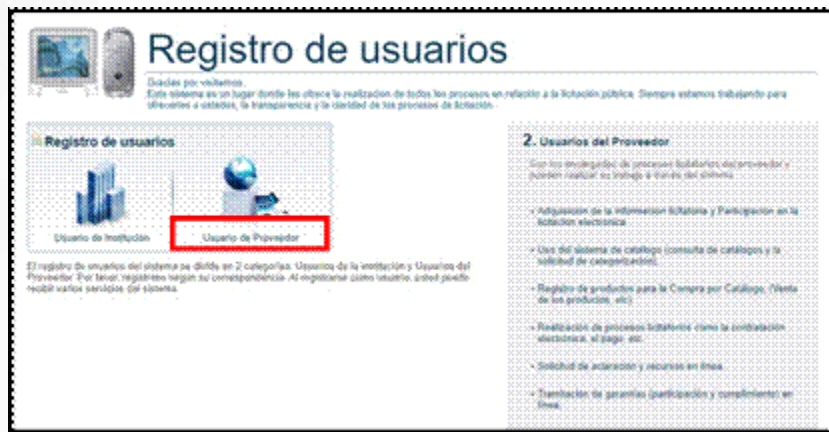 Registro de usuarios
Gracias por visitarnos.
Este sistema es un lugar donde les ofrece la realización de todos los procesos en relación a la licitación pública. Siempre estamos trabajando para
ofrecerles a ustedes, la transparencia y la claridad de los procesos de licitación.
Registro de usuarios
Usuario de Institución
Usuario de Proveedor
El registro de usuarios del sistema se divide en 2 categorías. Usuarios de la institución y Usuarios del
Proveedor. Por favor, regístrese según su correspondencia. Al registrarse como usuario, usted puede
recibir varios servicios del sistema.
2. Usuarios del Proveedor
Son los encargados de procesos licitatorios del proveedor y
pueden realizar su trabajo a través del sistema.
- Adquisición de la información licitatoria y Participación en la
licitación electrónica
- Uso del sistema de catálogo (consulta de catálogos y la
solicitud de categorización),
- Registro de productos para la Compra por Catálogo, (Venta
de los productos, etc)
- Realización de procesos licitatorios como la contratación
electrónica, el pago, etc.
- Solicitud de aclaración y recursos en línea.
- Tramitación de garantías (participación y cumplimiento) en
línea.